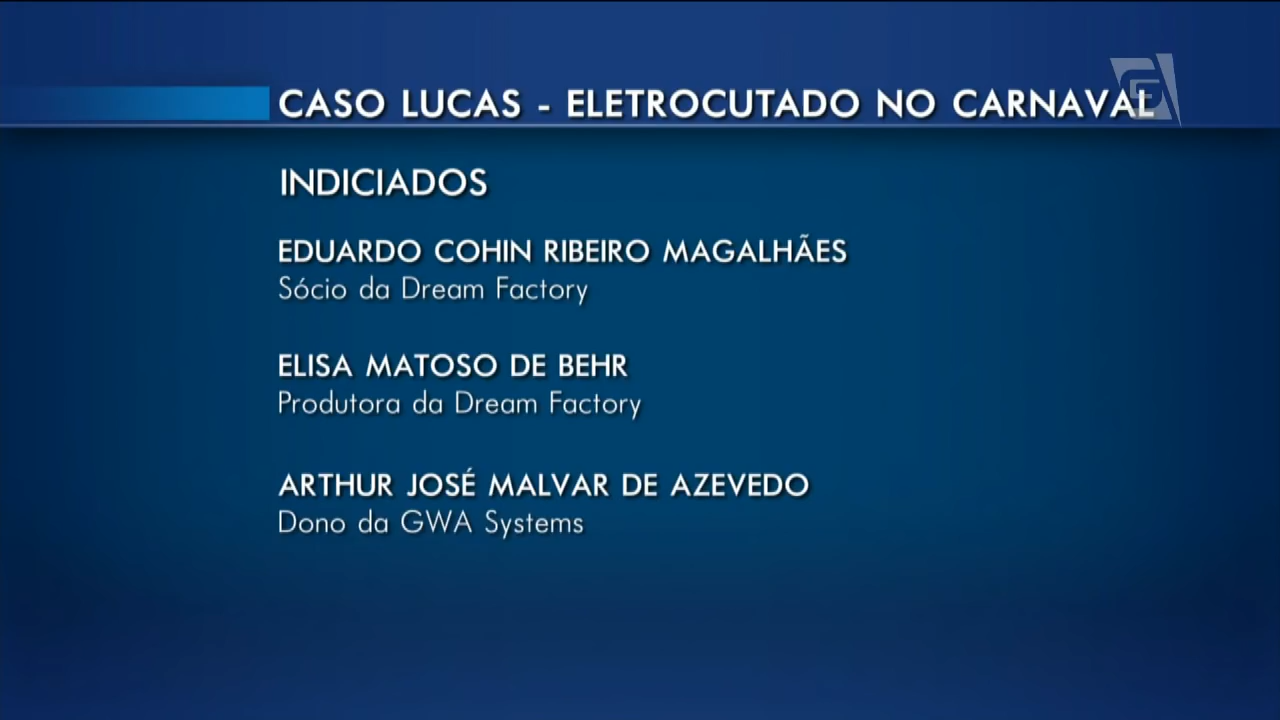 CASO LUCAS - ELETROCUTADO NO CARNAVAL
INDICIADOS
EDUARDO COHIN RIBEIRO MAGALHÃES
Sócio da Dream Factory
ELISA MATOSO DE BEHR
Produtora da Dream Factory
ARTHUR JOSÉ MALVAR DE AZEVEDO
Dono da GWA Systems